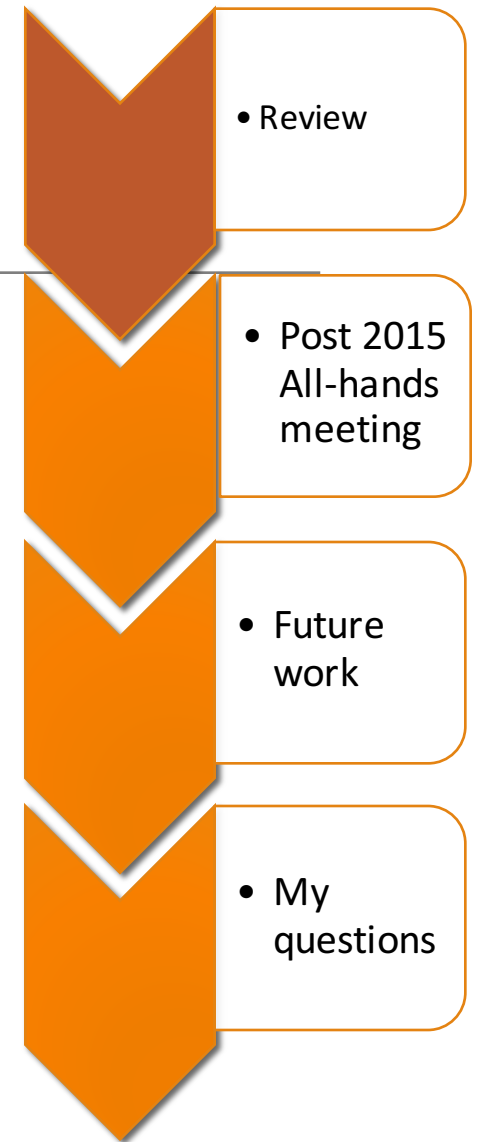 • Review
• Post 2015
All-hands
meeting
• Future
work
• My
questions